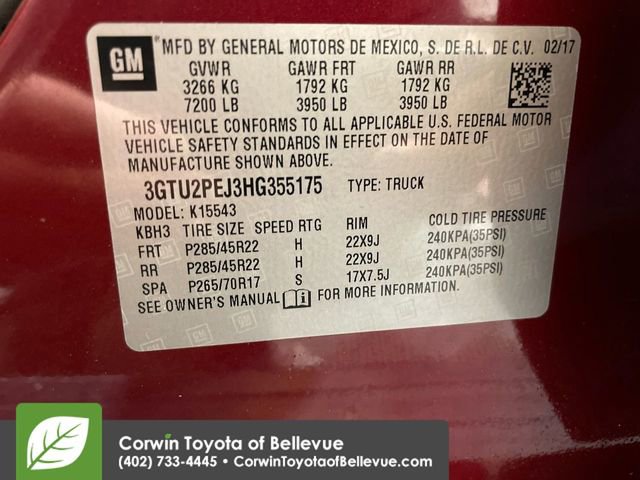 GM
MFD BY GENERAL MOTORS DE MEXICO, S. DE R.L. DE C.V. 02/17
GVWR GAWR FRT GAWR RR
3266 KG 1792 KG 1792 KG
7200 LB 3950 LB 3950 LB
THIS VEHICLE CONFORMS TO ALL APPLICABLE U.S. FEDERAL MOTOR
VEHICLE SAFETY STANDARDS IN EFFECT ON THE DATE OF
MANUFACTURE SHOWN ABOVE.
3GTU2PEJ3HG355175 TYPE: TRUCK
MODEL: K15543
KBH3 TIRE SIZE SPEED RTG RIM COLD TIRE PRESSURE
FRT P285/45R22 H 22X9J 240KPA(35PSI)
RR P285/45R22 H 22X9J 240KPA(35PSI)
SPA P265/70R17 S 17X7.5J 240KPA(35PSI)
SEE OWNER'S MANUAL FOR MORE INFORMATION.
Corwin Toyota of Bellevue
(402) 733-4445 • CorwinToyotaofBellevue.com